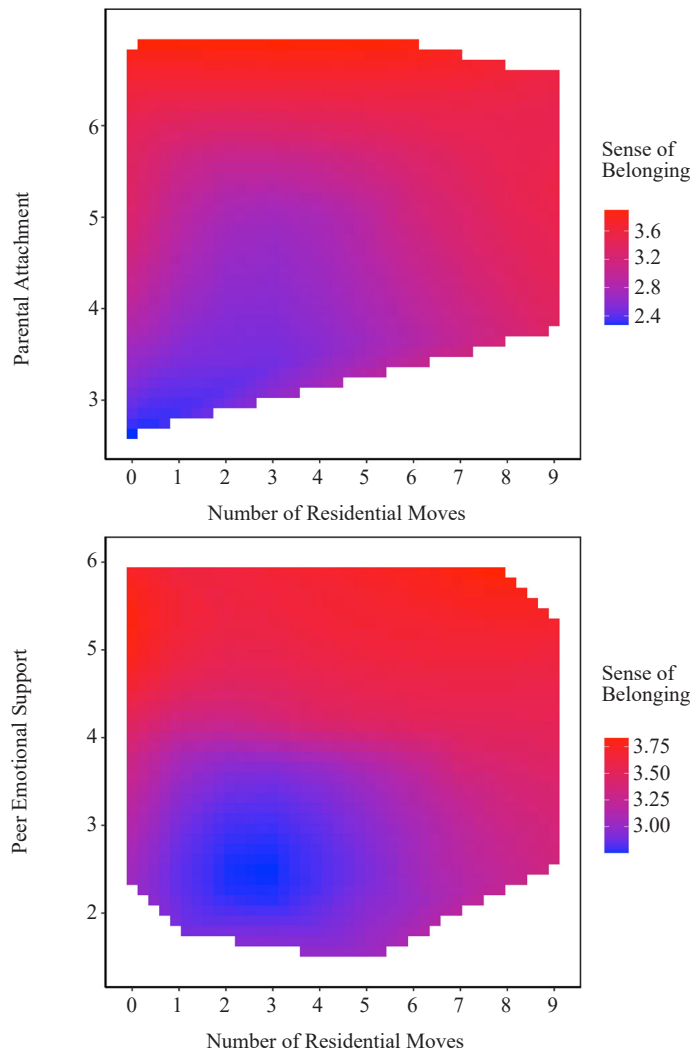 6
5
4
3
Parental Attachment
0 1 2 3 4 5 6 7 8 9
Number of Residential Moves
Sense of
Belonging
3.6
3.2
2.8
2.4
6
5
4
3
2
Peer Emotional Support
0 1 2 3 4 5 6 7 8 9
Number of Residential Moves
Sense of
Belonging
3.75
3.50
3.25
3.00